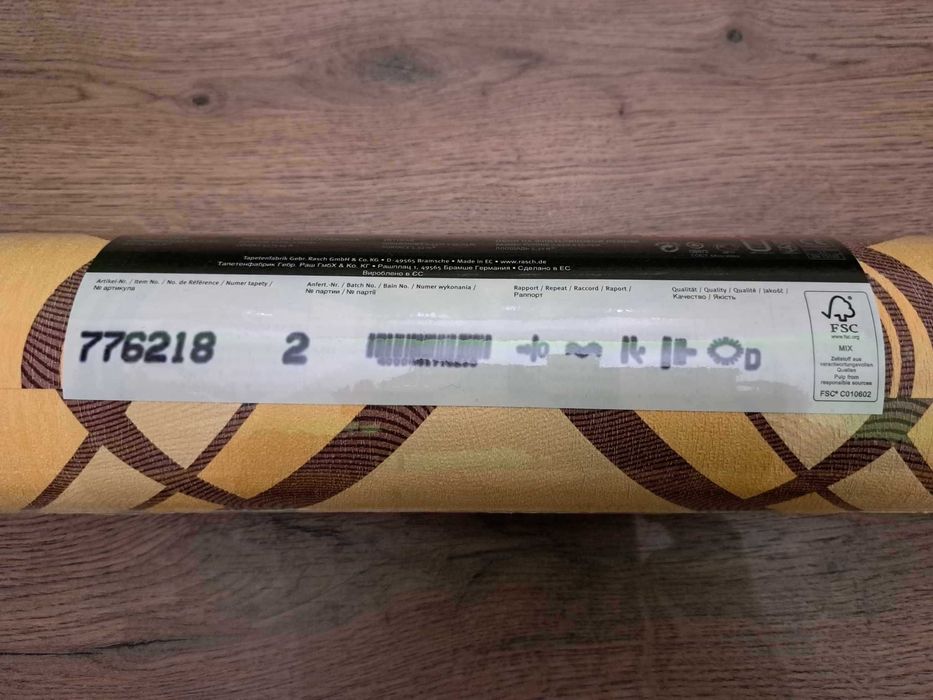 Tapetenfabrik Gebr. Rasch GmbH & Co. KG • D-49565 Bramsche • Made in EC • www.rasch.de
Тапетенфабрик Гебр. Раш ГмбХ & Ко. КГ • Рашплац 1, 49565 Брамше Германия • Сделано в ЕС
Вироблено в ЄС
Artikel-Nr. / Item No. / No. de Référence / Numer tapety /
№ артикула
Anfert.-Nr. / Batch No. / Bain No. / Numer wykonania /
№ партии / № партії
Rapport / Repeat / Raccord / Raport /
Раппорт
Qualität / Quality / Qualité / Jakość /
Качество / Якість
776218 2
D
FSC
www.fsc.org
MIX
Zellstoff aus
verantwortungsvollen
Quellen
Pulp from
responsible sources
FSC® C010602